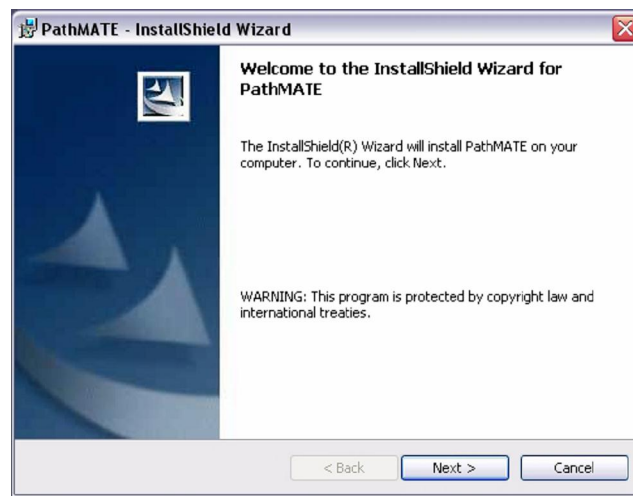 PathMATE - InstallShield Wizard
Welcome to the InstallShield Wizard for
PathMATE
The InstallShield(R) Wizard will install PathMATE on your
computer. To continue, click Next.
WARNING: This program is protected by copyright law and
international treaties.
< Back
Next >
Cancel